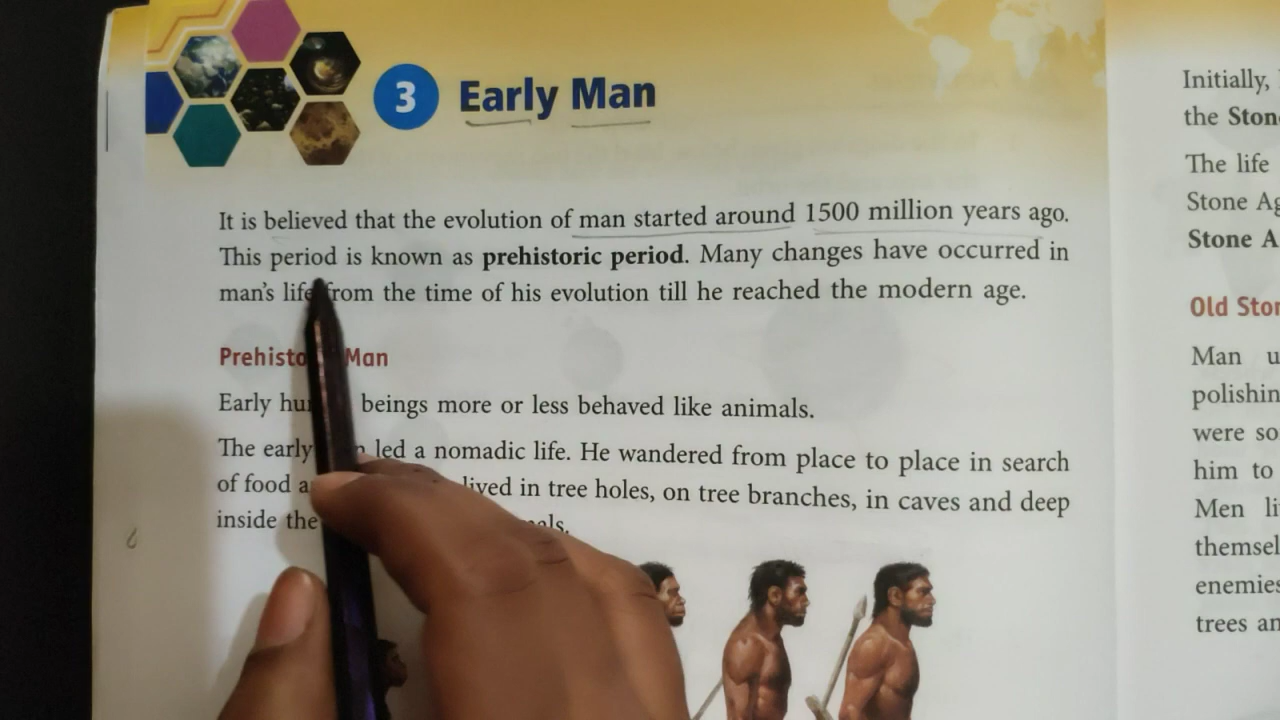 3 Early Man
It is believed that the evolution of man started around 1500 million years ago.
This period is known as prehistoric period. Many changes have occurred in
man's life from the time of his evolution till he reached the modern age.
Man
Early beings more or less behaved like animals.
The early led a nomadic life. He wandered from place to place in search
of food lived in tree holes, on tree branches, in caves and deep
inside the
Initially,
the
The life
Stone
Stone
Old
Man
were
him to
Men
trees